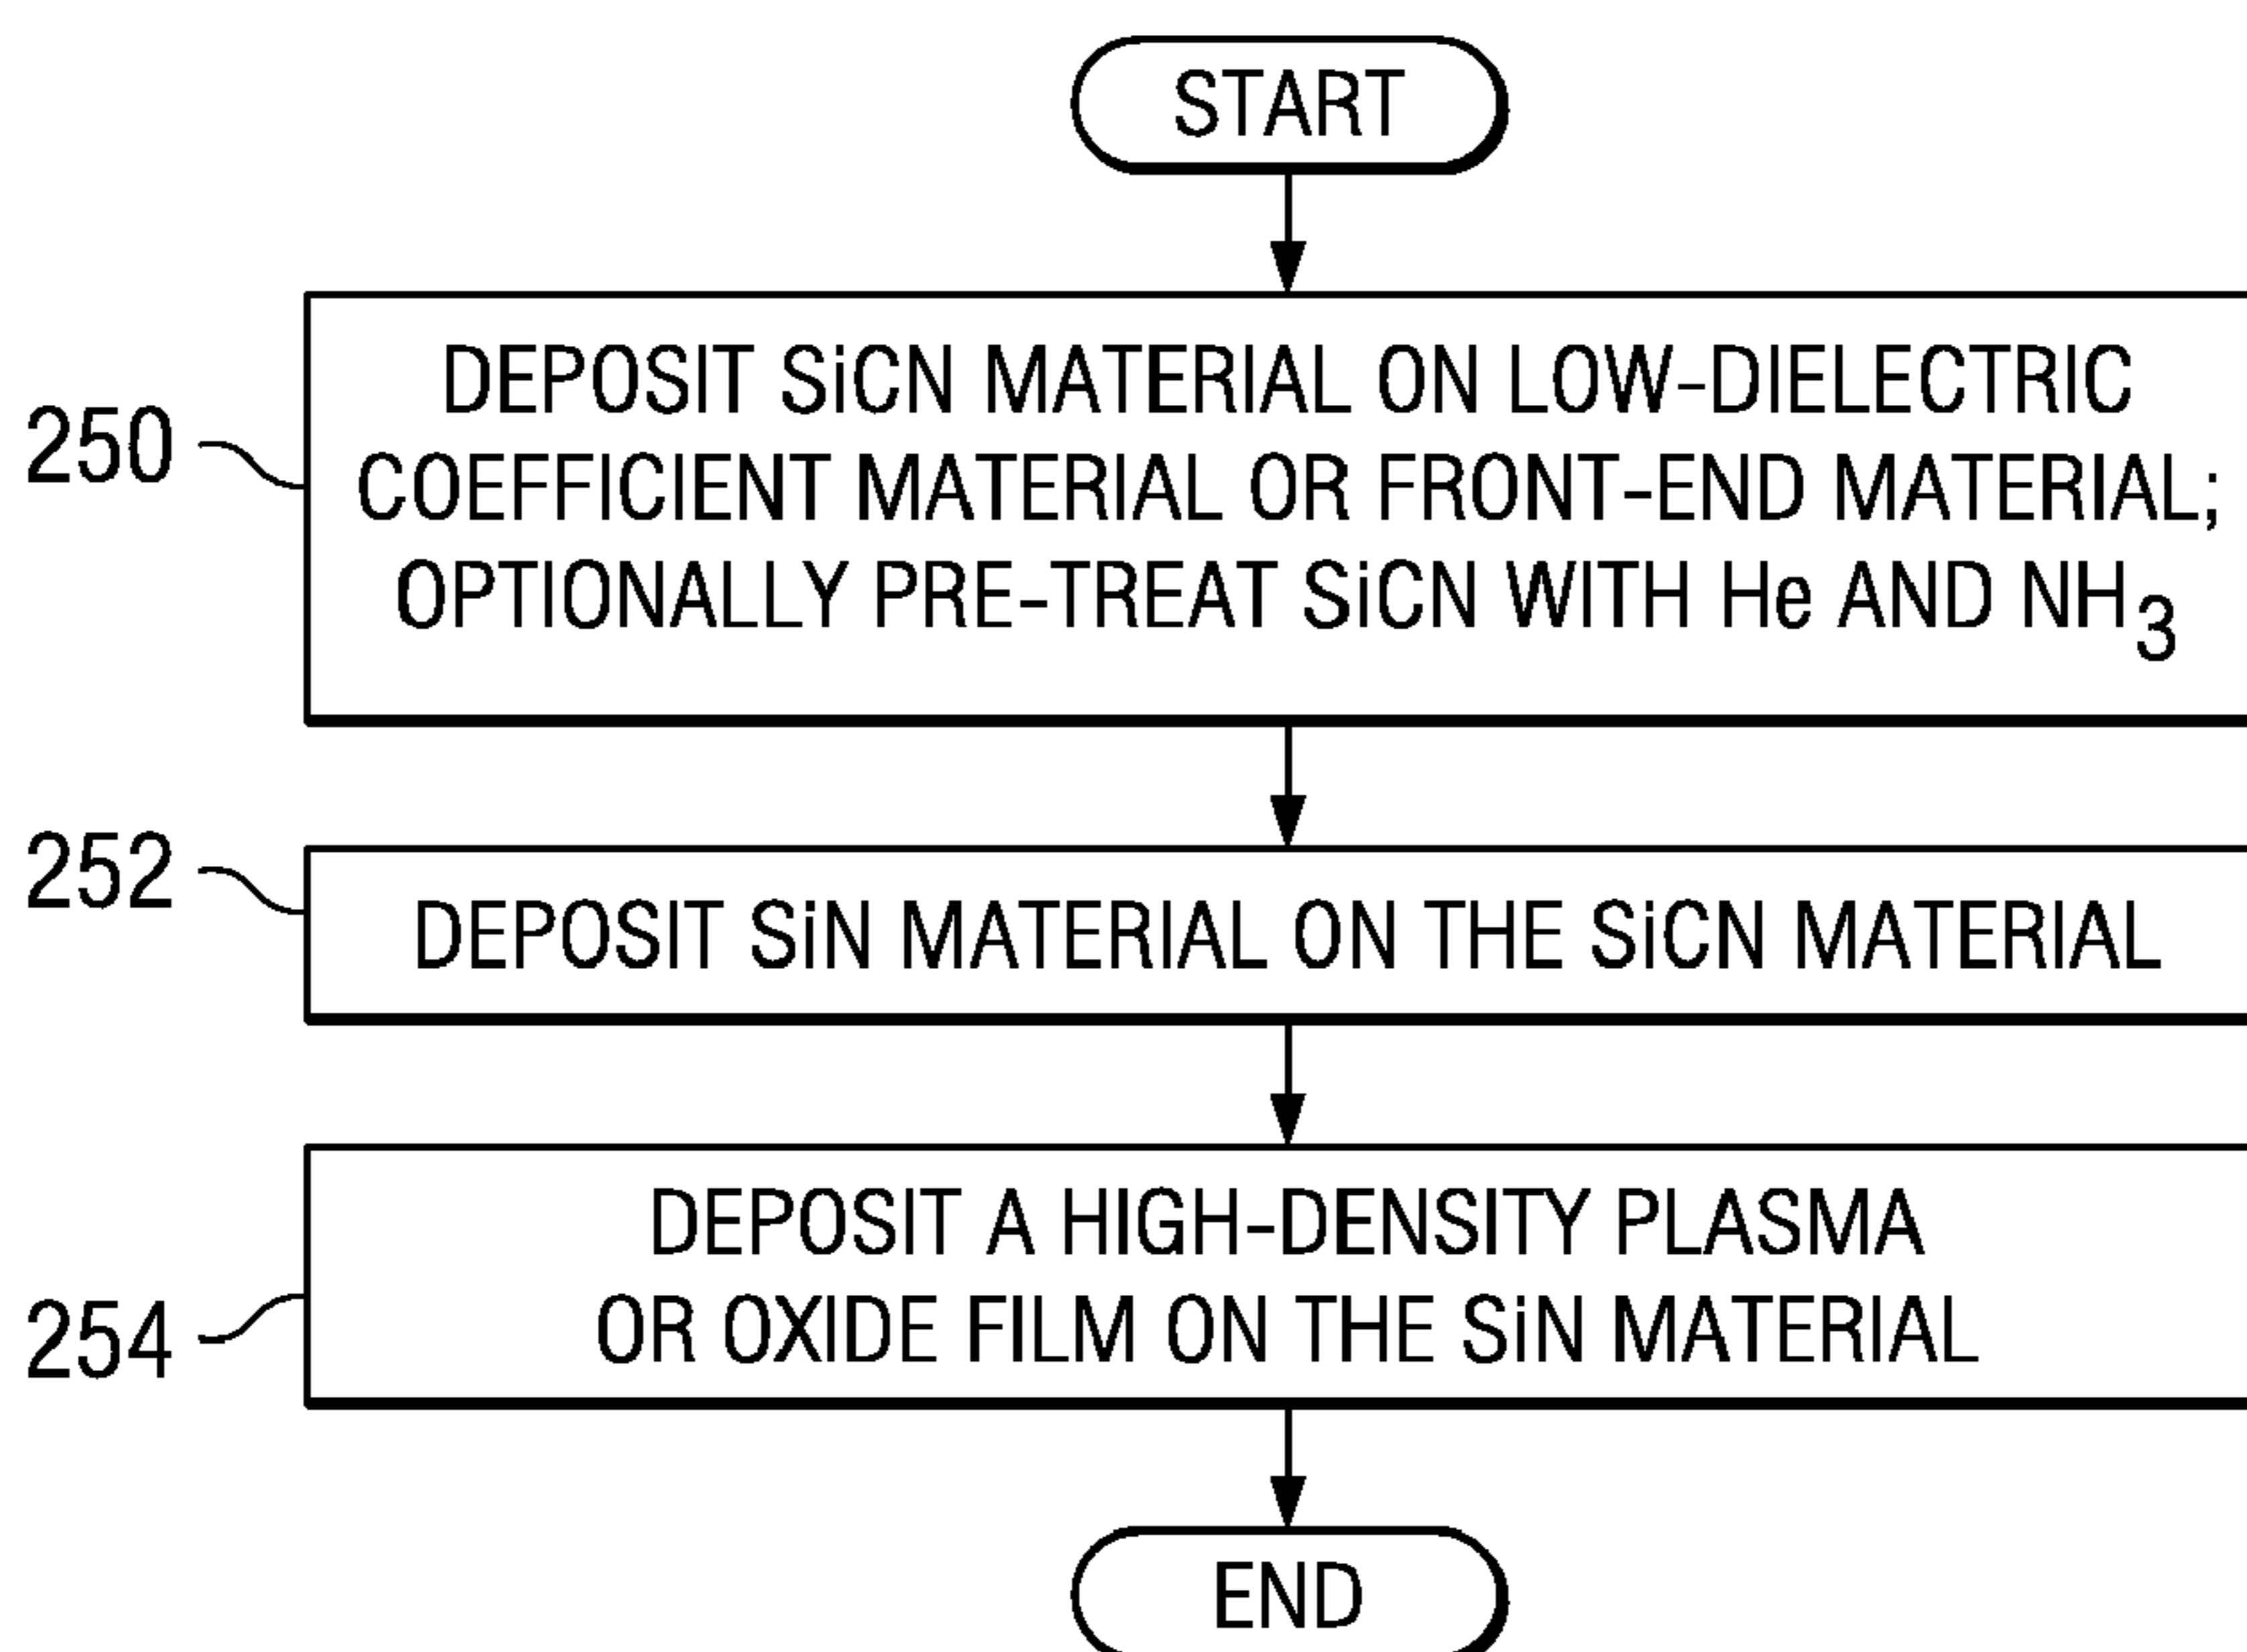 START
250
DEPOSIT SiCN MATERIAL ON LOW-DIELECTRIC
COEFFICIENT MATERIAL OR FRONT-END MATERIAL;
OPTIONALLY PRE-TREAT SiCN WITH He AND NH3
252
DEPOSIT SiN MATERIAL ON THE SiCN MATERIAL
254
DEPOSIT A HIGH-DENSITY PLASMA
OR OXIDE FILM ON THE SiN MATERIAL
END